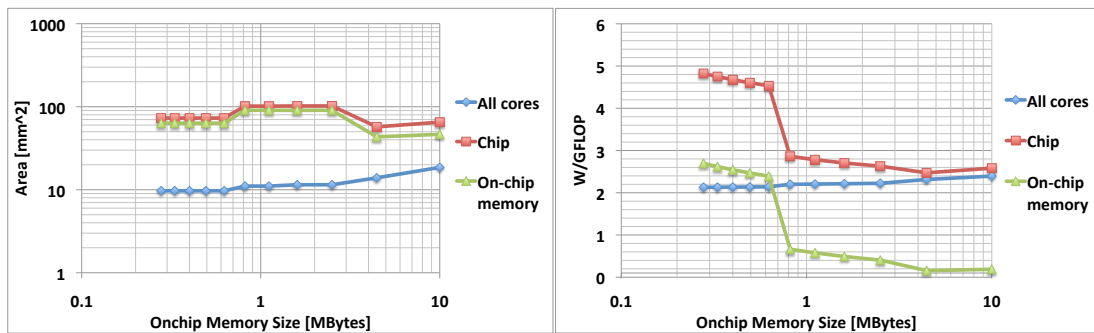 1000
100
10
1
Area [mm^2]
0.1 1 10
Onchip Memory Size [MBytes]
All cores
Chip
On-chip
memory
6
5
4
3
2
1
0
W/GFLOP
0.1 1 10
Onchip Memory Size [MBytes]
All cores
Chip
On-chip
memory